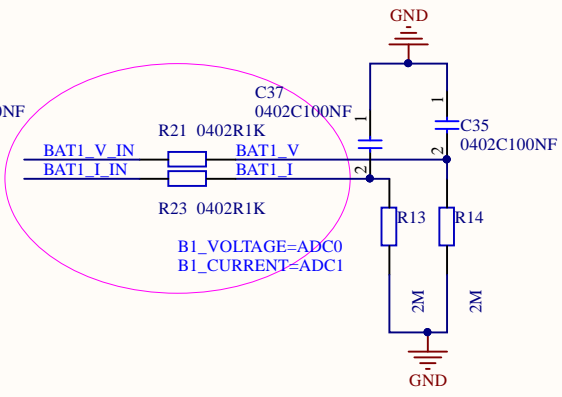 GND
C37
0402C100NF
1
1
C35
0402C100NF
0NF
R21 0402R1K
BAT1_V_IN
BAT1_V
2
BAT1_I_IN
BAT1_I
2
R23 0402R1K
R13
R14
B1_VOLTAGE=ADC0
B1_CURRENT=ADC1
2M
2M
GND